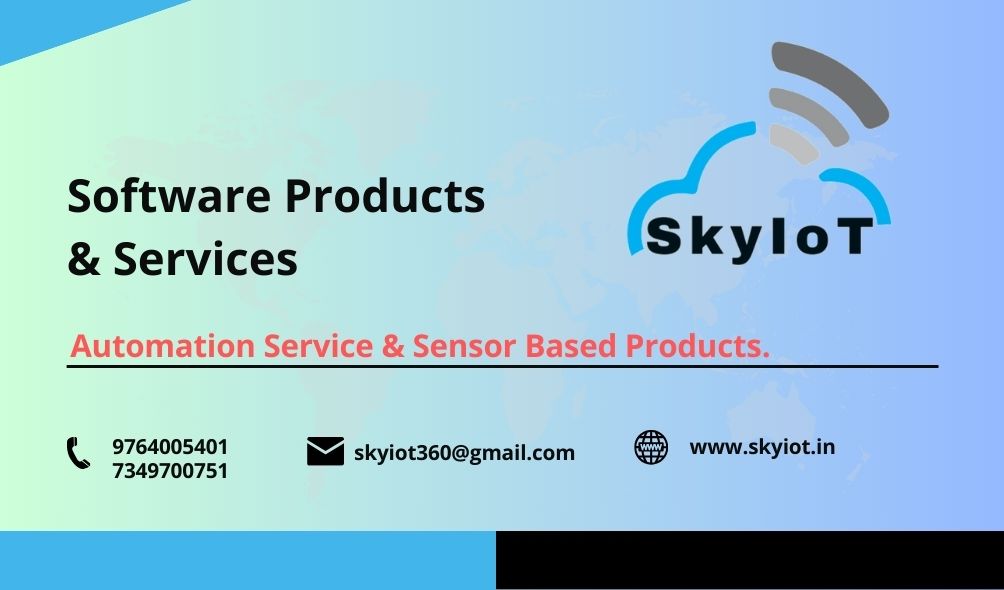 SkyIoT
Software Products
& Services
Automation Service & Sensor Based Products.
9764005401
7349700751
skyiot360@gmail.com
www.skyiot.in